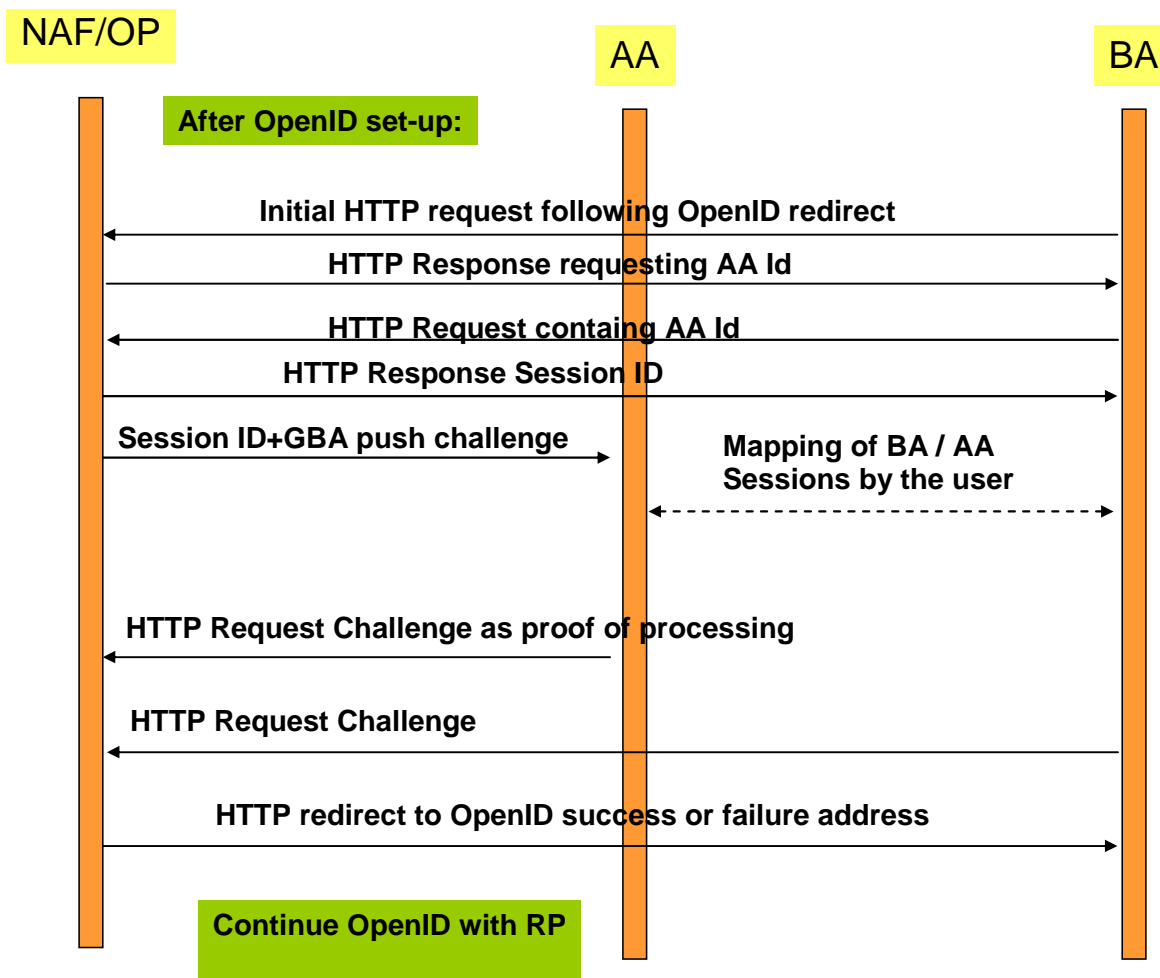 NAF/OP
AA
BA
After OpenID set-up:
Initial HTTP request following OpenID redirect
HTTP Response requesting AA Id
HTTP Request containg AA Id
HTTP Response Session ID
Session ID+GBA push challenge
Mapping of BA / AA
Sessions by the user
HTTP Request Challenge as proof of processing
HTTP Request Challenge
HTTP redirect to OpenID success or failure address
Continue OpenID with RP